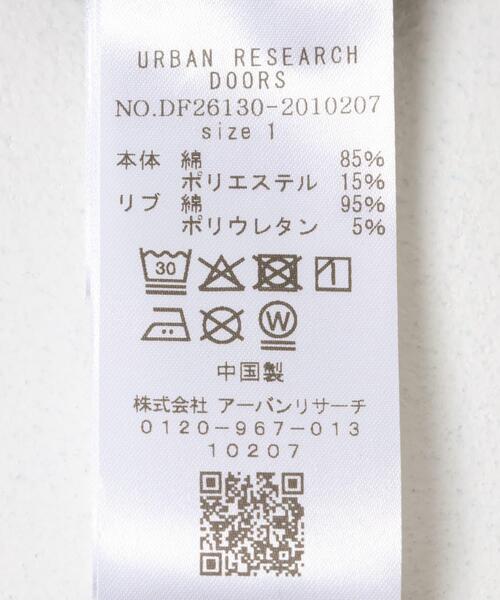 URBAN RESEARCH
DOORS
NO.DF26130-2010207
size 1
本体 綿 85%
ポリエステル 15%
リブ 綿 95%
ポリウレタン 5%
30
W
中国製
株式会社 アーバンリサーチ
0120-967-013
10207